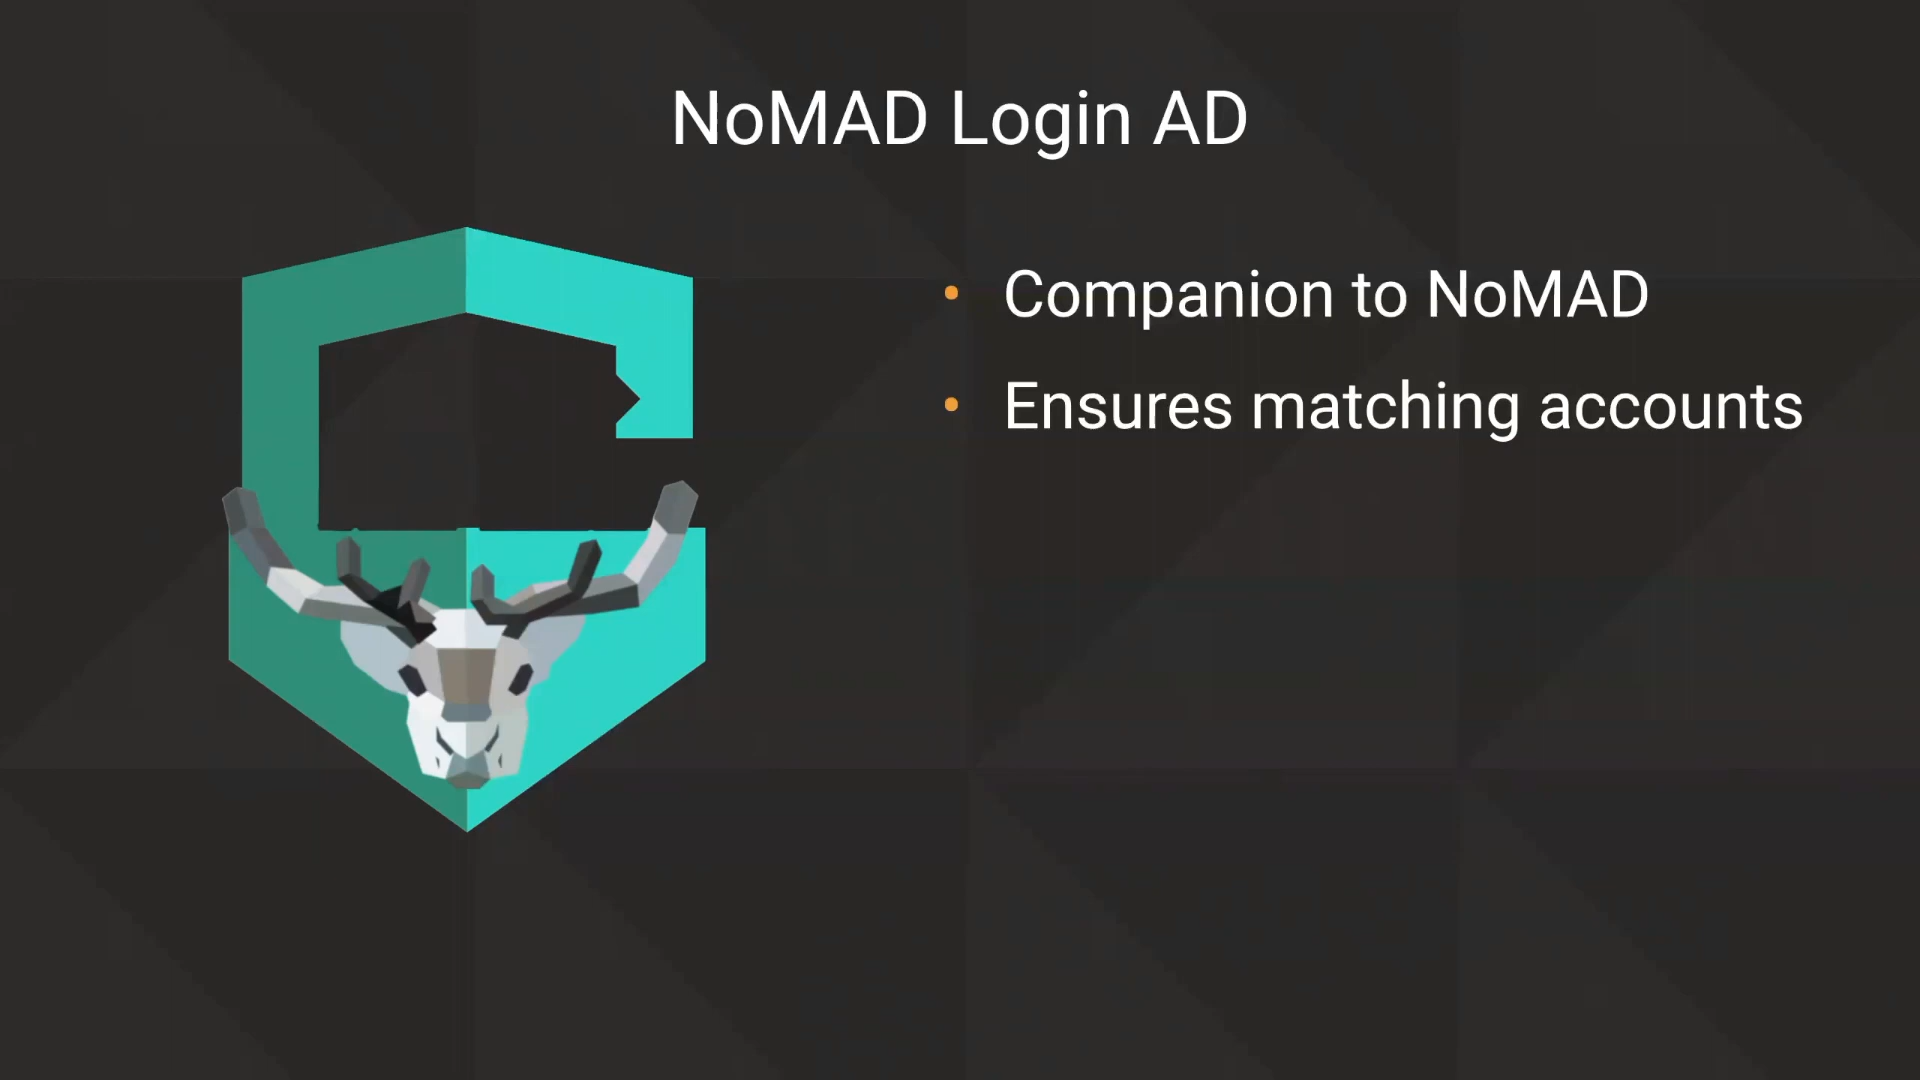 NoMAD Login AD
• Companion to NoMAD
• Ensures matching accounts